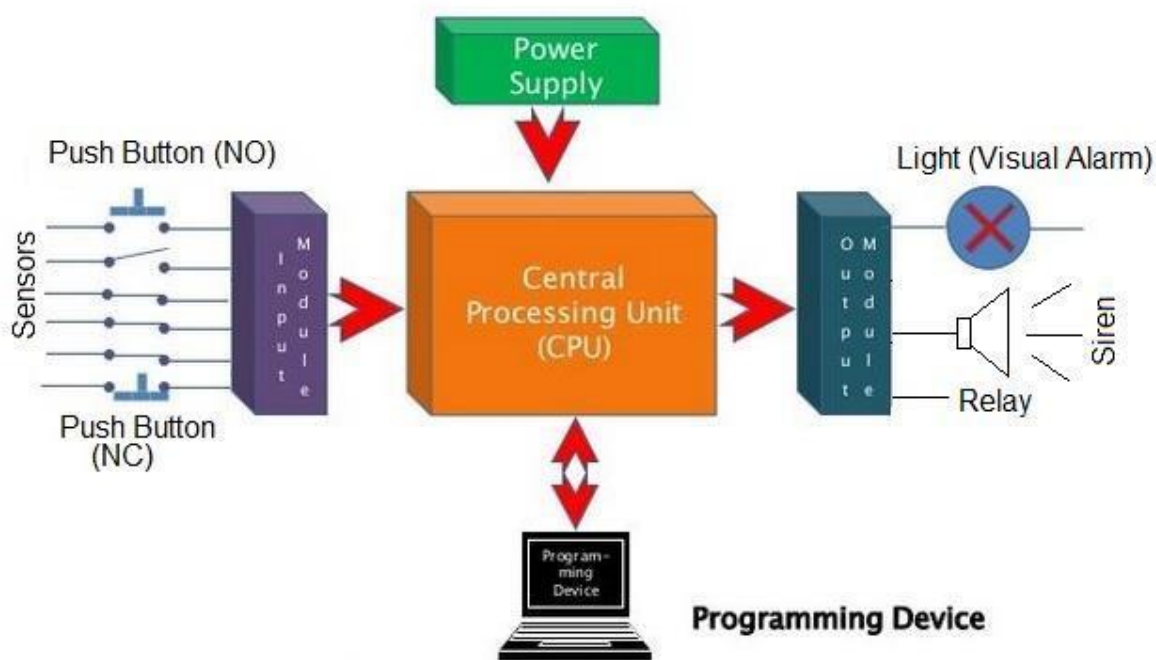 Power
Supply
Push Button (NO)
Light (Visual Alarm)
Sensors
Input
Module
Central
Processing Unit
(CPU)
Output
Module
Siren
Relay
Push Button
(NC)
Program-
ming
Device
Programming Device